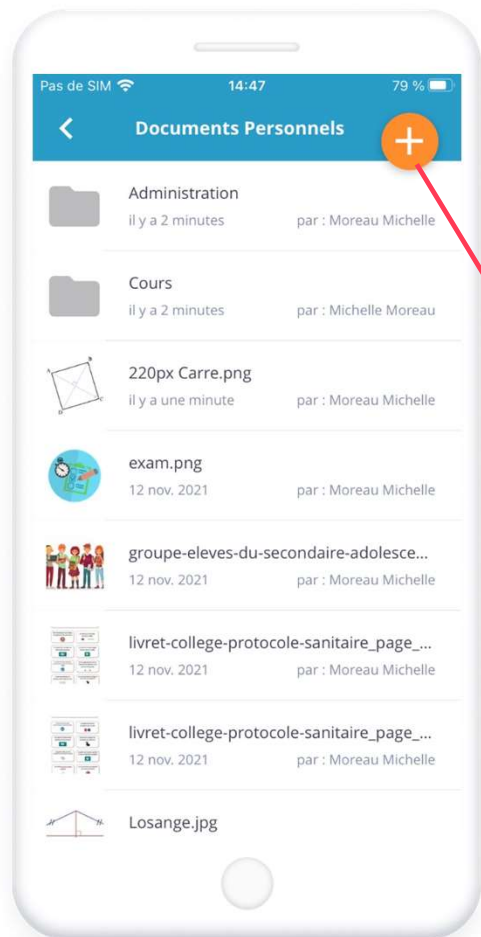 Pas de SIM 14:47 79 %
Documents Personnels
Administration
il y a 2 minutes par : Moreau Michelle
Cours
il y a 2 minutes par : Michelle Moreau
220px Carre.png
il y a une minute par : Moreau Michelle
exam.png
12 nov. 2021 par : Moreau Michelle
groupe-eleves-du-secondaire-adolesce...
12 nov. 2021 par : Moreau Michelle
livret-college-protocole-sanitaire_page_...
12 nov. 2021 par : Moreau Michelle
livret-college-protocole-sanitaire_page_...
12 nov. 2021 par : Moreau Michelle
Losange.jpg